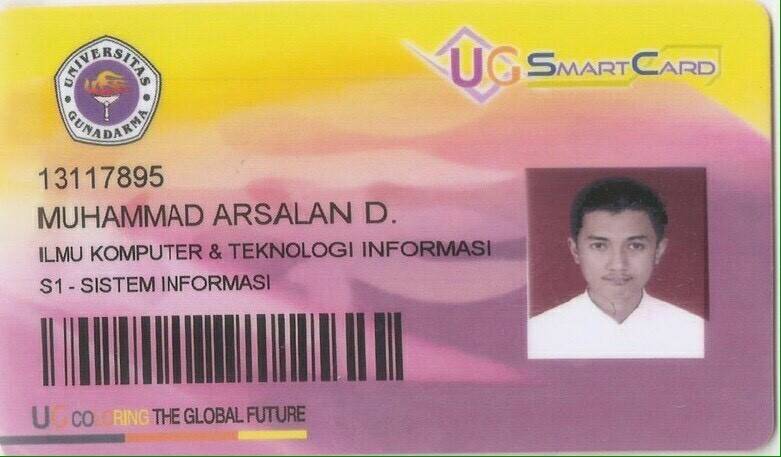 UNIVERSITAS GUNADARMA
UG SMARTCARD
13117895
MUHAMMAD ARSALAN D.
ILMU KOMPUTER & TEKNOLOGI INFORMASI
S1 - SISTEM INFORMASI
UG COLORING THE GLOBAL FUTURE